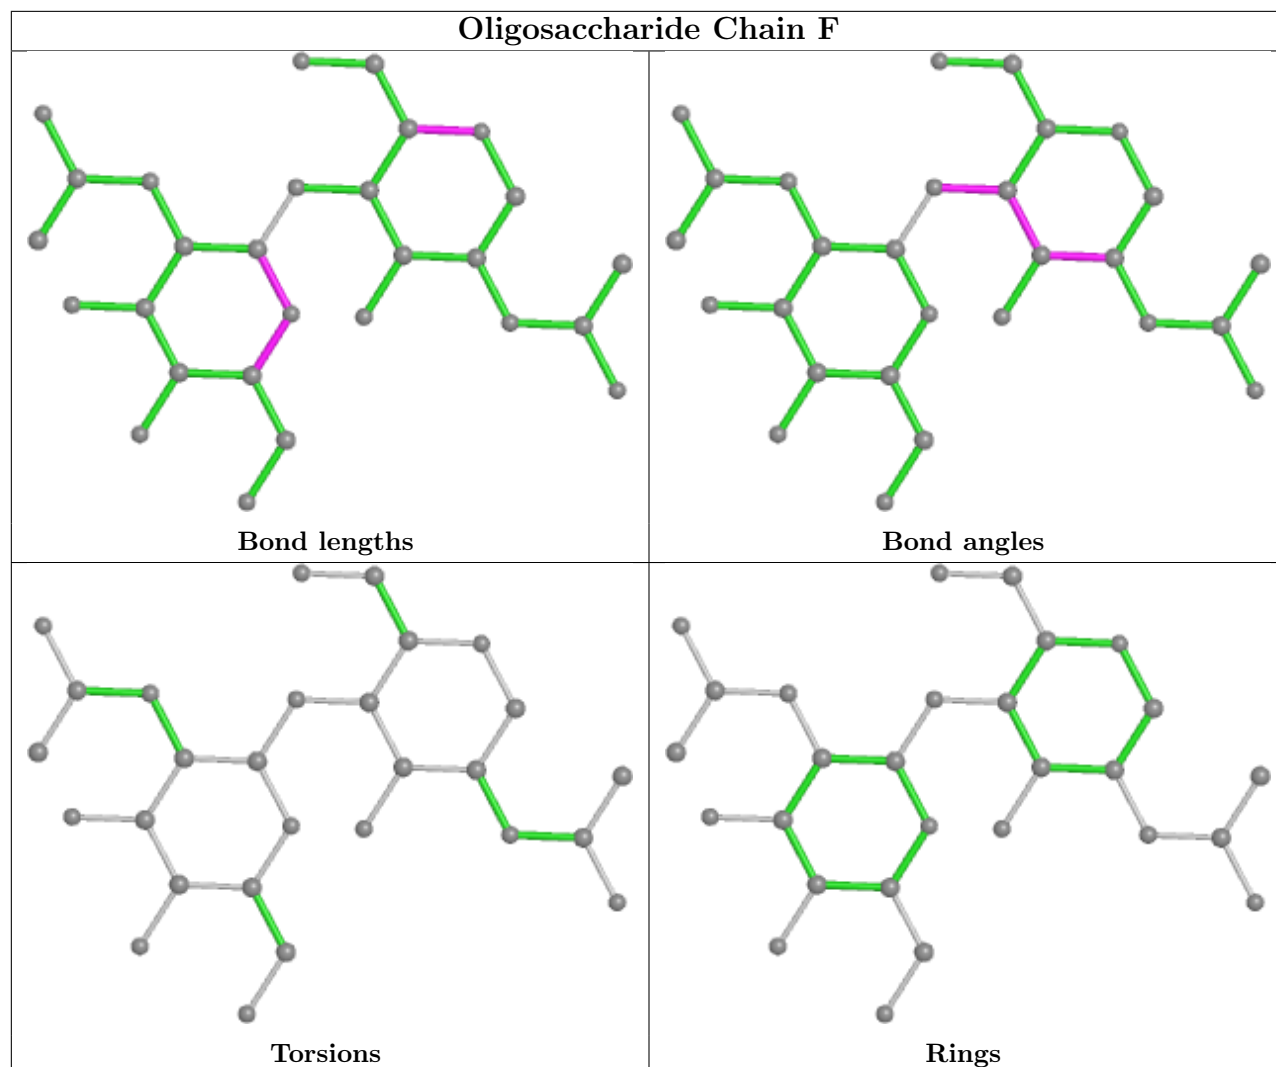 Oligosaccharide Chain F
Bond lengths
Bond angles
Torsions
Rings